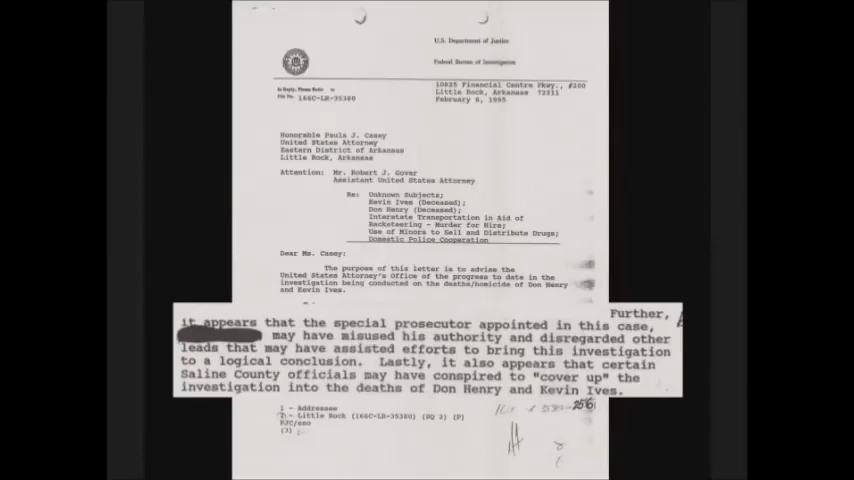 U.S. Department of Justice
Federal Bureau of Investigation
In Reply, Please Refer to
File No. 166C-LR-35380
10825 Financial Centre Pkwy., #200
Little Rock, Arkansas 72211
February 6, 1995
Honorable Paula J. Casey
United States Attorney
Eastern District of Arkansas
Little Rock, Arkansas
Attention: Mr. Robert J. Govar
Assistant United States Attorney
Re: Unknown Subjects;
Kevin Ives (Deceased);
Don Henry (Deceased);
Interstate Transportation in Aid of
Racketeering - Murder for Hire;
Use of Minors to Sell and Distribute Drugs;
Domestic Police Cooperation
Dear Ms. Casey:
The purpose of this letter is to advise the
United States Attorney's Office of the progress to date in the
investigation being conducted on the deaths/homicide of Don Henry
and Kevin Ives.
Further,
it appears that the special prosecutor appointed in this case,
may have misused his authority and disregarded other
leads that may have assisted efforts to bring this investigation
to a logical conclusion. Lastly, it also appears that certain
Saline County officials may have conspired to "cover up" the
investigation into the deaths of Don Henry and Kevin Ives.
1 - Addressee
2 - Little Rock (166C-LR-35380) (SQ 2) (P)
(3)
256